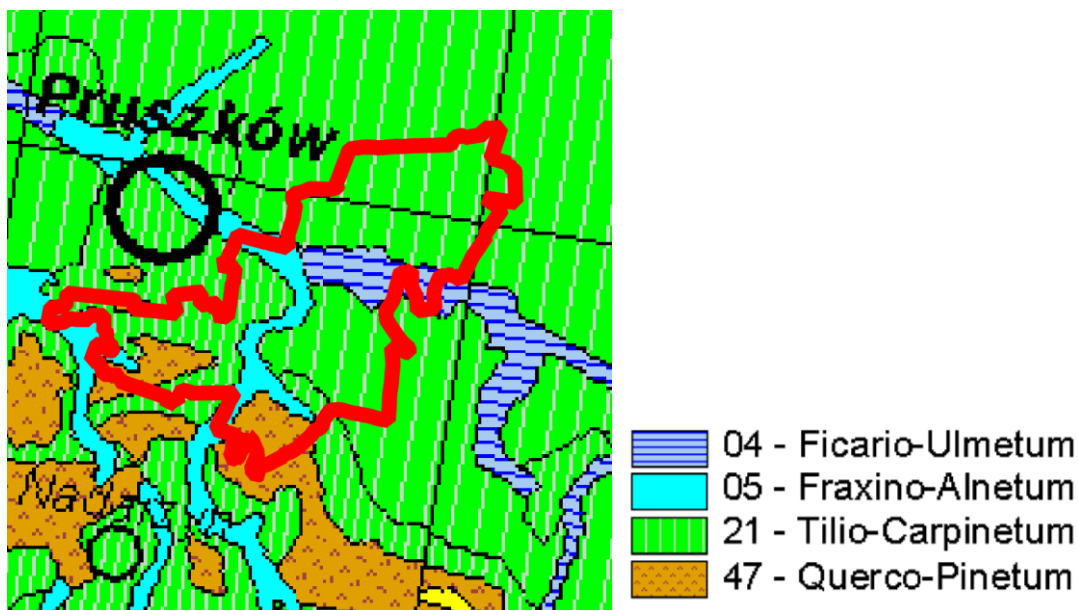 Pruszków
04 - Ficario-Ulmetum
05 - Fraxino-Alnetum
21 - Tilio-Carpinetum
47 - Querco-Pinetum